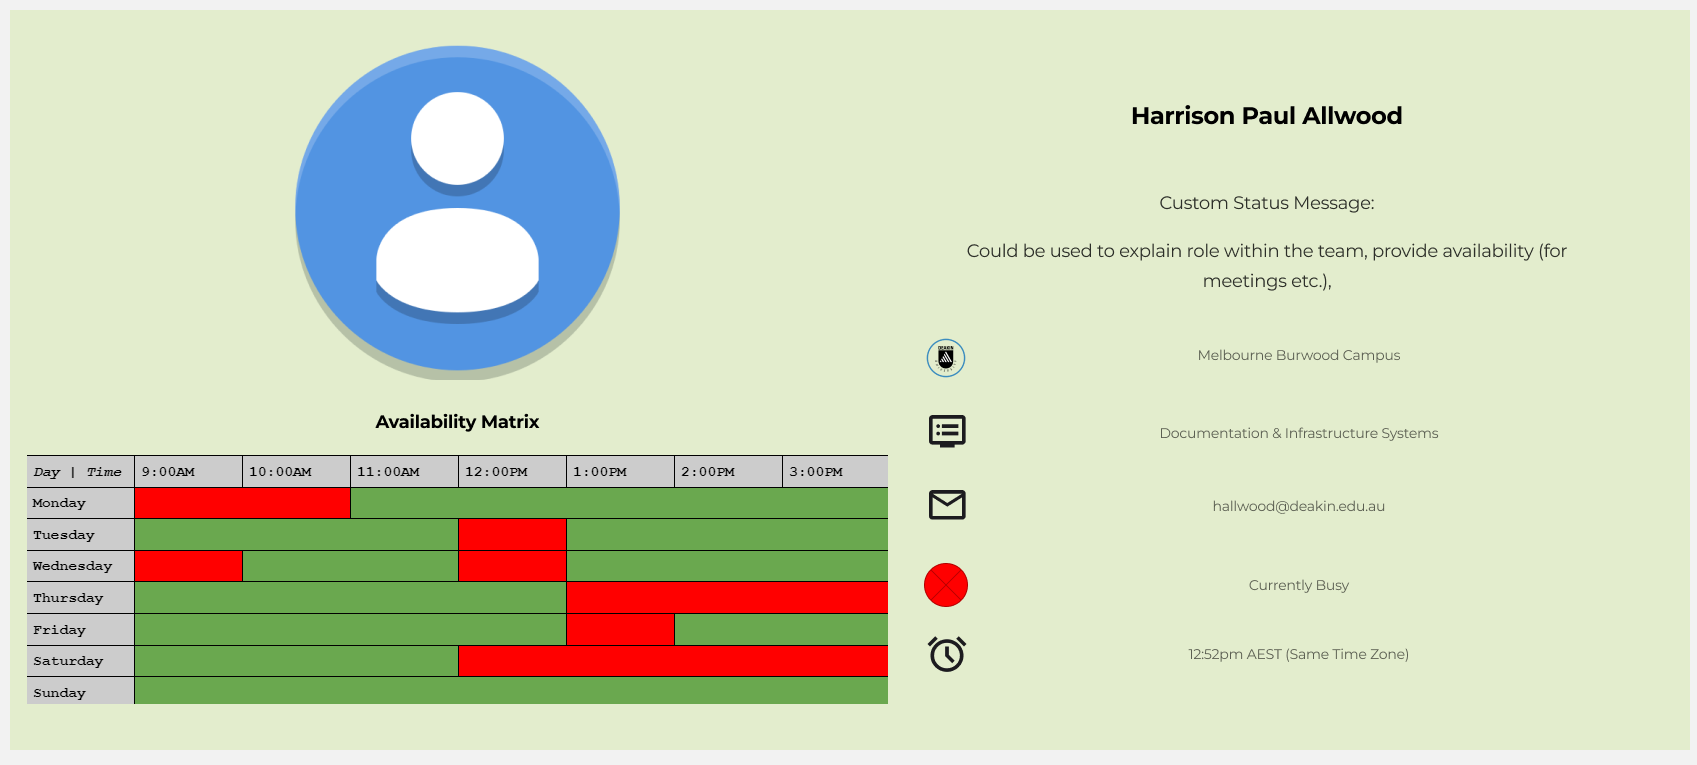 Harrison Paul Allwood
Custom Status Message:
Could be used to explain role within the team, provide availability (for
meetings etc.),
DEAKIN
Melbourne Burwood Campus
Documentation & Infrastructure Systems
hallwood@deakin.edu.au
Currently Busy
12:52pm AEST (Same Time Zone)
Availability Matrix
Day | Time 9:00AM 10:00AM 11:00AM 12:00PM 1:00PM 2:00PM 3:00PM
Monday
Tuesday
Wednesday
Thursday
Friday
Saturday
Sunday